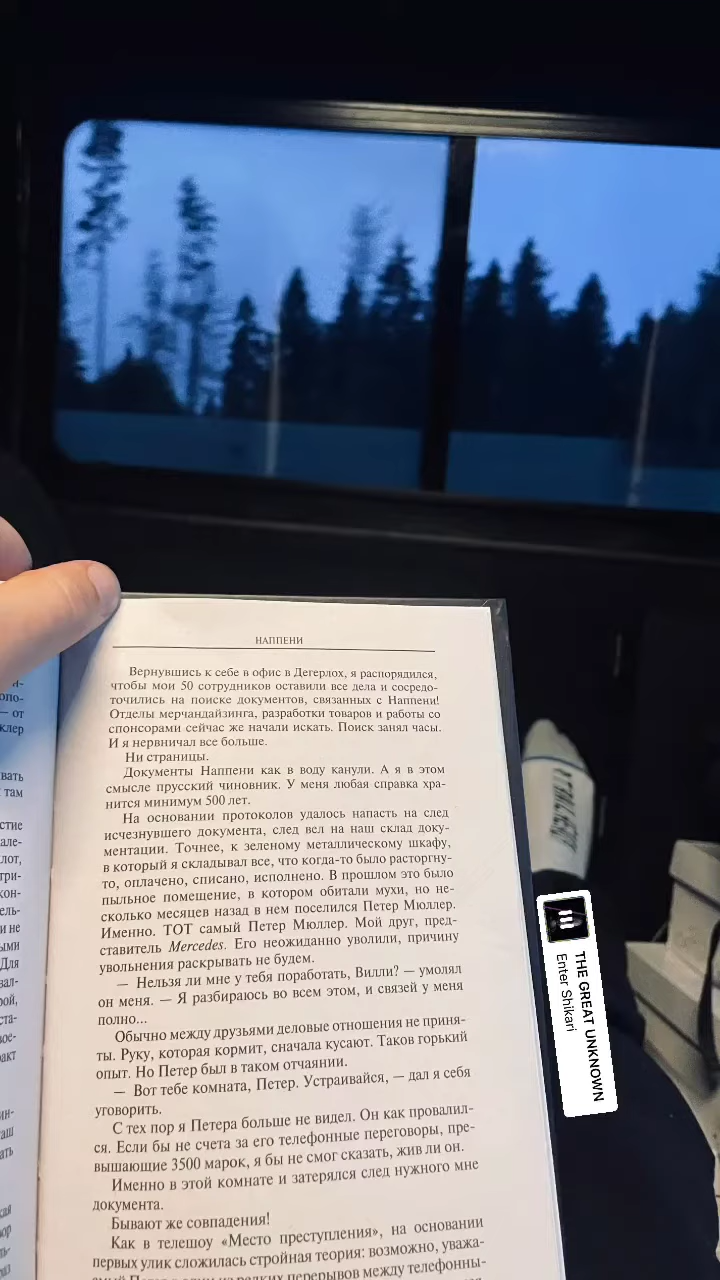 НАППЕНИ
Вернувшись к себе в офис в Дегерлох, я распорядился,
чтобы мои 50 сотрудников оставили все дела и сосредо-
точились на поиске документов, связанных с Наппени!
Отделы мерчандайзинга, разработки товаров и работы со
спонсорами сейчас же начали искать. Поиск занял часы.
И я нервничал все больше.
Ни страницы.
Документы Наппени как в воду канули. А я в этом
смысле прусский чиновник. У меня любая справка хра-
нится минимум 500 лет.
На основании протоколов удалось напасть на след
исчезнувшего документа, след вел на наш склад доку-
ментации. Точнее, к зеленому металлическому шкафу,
в который я складывал все, что когда-то было расторгну-
то, оплачено, списано, исполнено. В прошлом это было
пыльное помещение, в котором обитали мухи, но не-
сколько месяцев назад в нем поселился Петер Мюллер.
Именно. ТОТ самый Петер Мюллер. Мой друг, пред-
ставитель Mercedes. Его неожиданно уволили, причину
увольнения раскрывать не будем.
— Нельзя ли мне у тебя поработать, Вилли? — умолял
он меня. — Я разбираюсь во всем этом, и связей у меня
полно...
Обычно между друзьями деловые отношения не приня-
ты. Руку, которая кормит, сначала кусают. Таков горький
опыт. Но Петер был в таком отчаянии.
— Вот тебе комната, Петер. Устраивайся, — дал я себя
уговорить.
С тех пор я Петера больше не видел. Он как провалил-
ся. Если бы не счета за его телефонные переговоры, пре-
вышающие 3500 марок, я бы не смог сказать, жив ли он.
Именно в этой комнате и затерялся след нужного мне
документа.
Бывают же совпадения!
Как в телешоу «Место преступления», на основании
первых улик сложилась стройная теория: возможно, уважа-
THE GREAT UNKNOWN
Enter Shikari